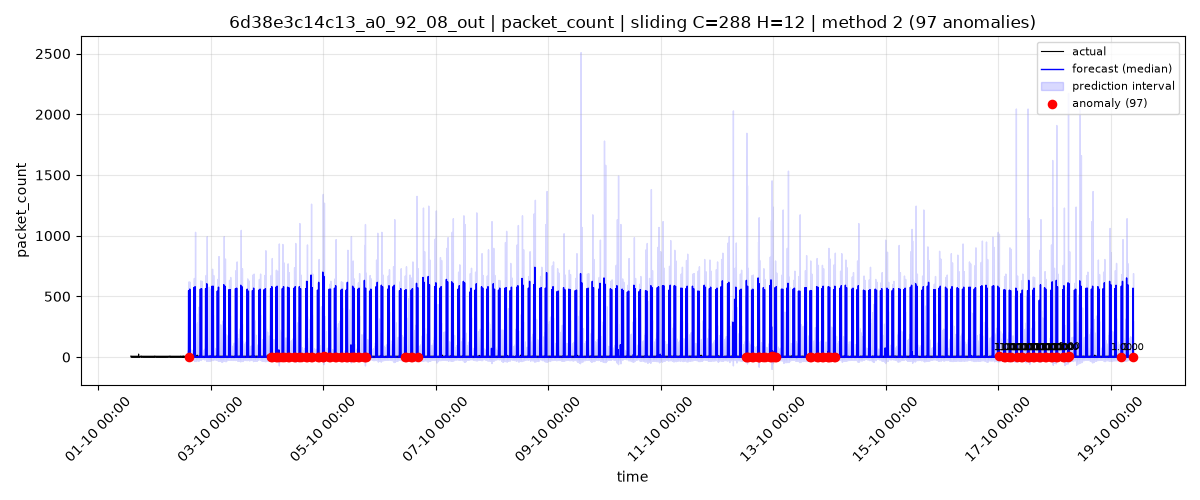 6d38e3c14c13_a0_92_08_out | packet_count | sliding C=288 H=12 | method 2 (97 anomalies)
actual
forecast (median)
prediction interval
anomaly (97)
packet_count
2500
2000
1500
1000
500
0
01-10 00:00
03-10 00:00
05-10 00:00
07-10 00:00
09-10 00:00
11-10 00:00
13-10 00:00
15-10 00:00
17-10 00:00
19-10 00:00
time